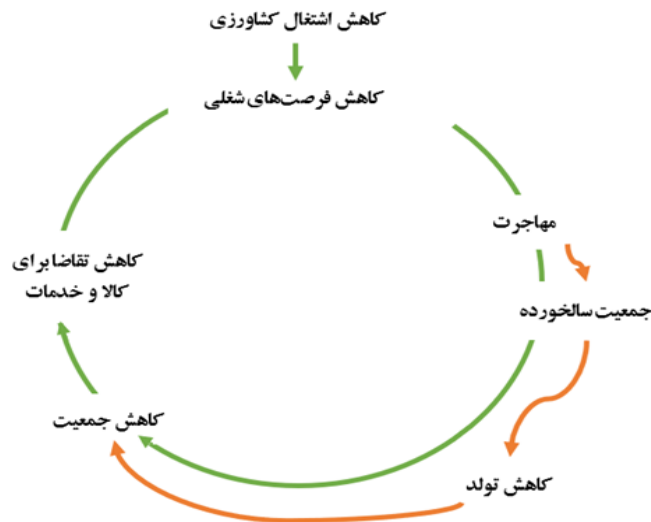 کاهش اشتغال کشاورزی
کاهش فرصت‌های شغلی
مهاجرت
جمعیت سالخورده
کاهش تولد
کاهش جمعیت
کاهش تقاضا برای
کالا و خدمات